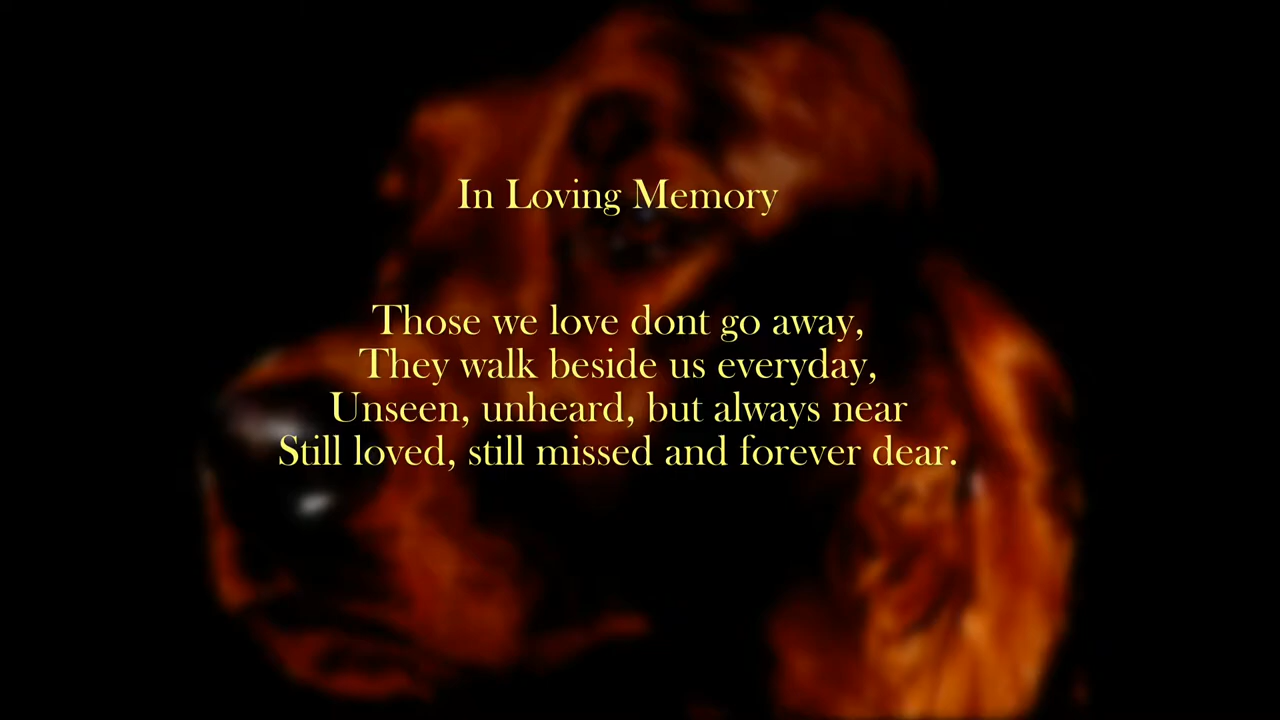 In Loving Memory
Those we love dont go away,
They walk beside us everyday,
Unseen, unheard, but always near
Still loved, still missed and forever dear.